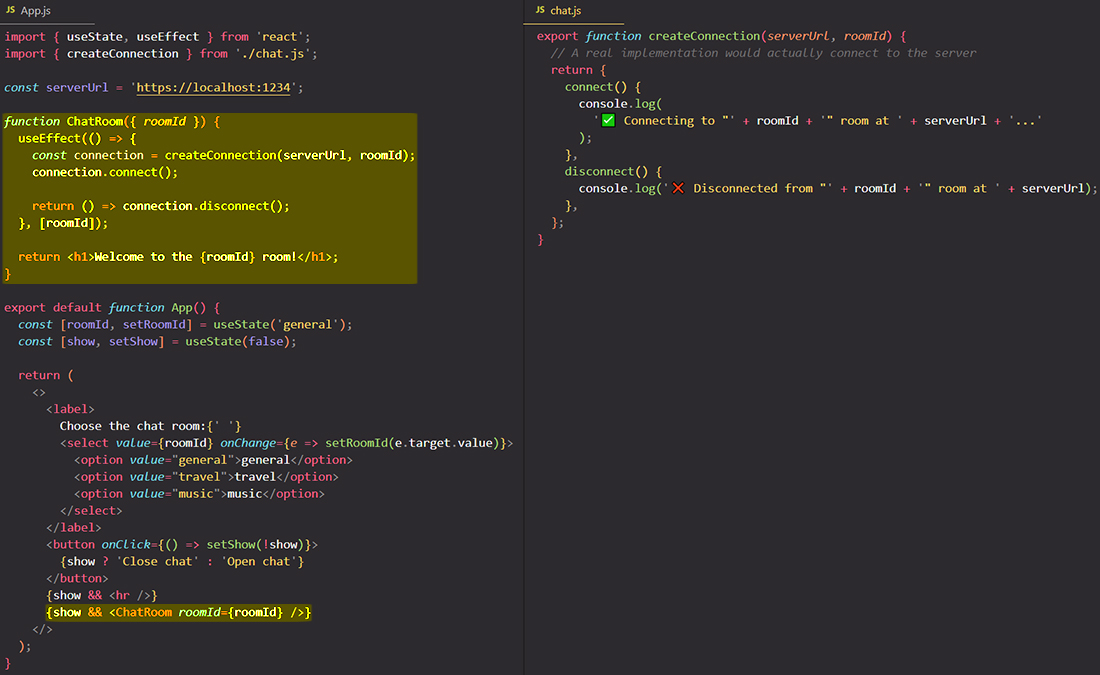 JS App.js
import { useState, useEffect } from 'react';
import { createConnection } from './chat.js';
const serverUrl = 'https://localhost:1234';
function ChatRoom({ roomId }) {
  useEffect(() => {
    const connection = createConnection(serverUrl, roomId);
    connection.connect();
    return () => connection.disconnect();
  }, [roomId]);
  return <h1>Welcome to the {roomId} room!</h1>;
}
export default function App() {
  const [roomId, setRoomId] = useState('general');
  const [show, setShow] = useState(false);
  return (
    <>
      <label>
        Choose the chat room:{' '}
        <select value={roomId} onChange={e => setRoomId(e.target.value)}>
          <option value="general">general</option>
          <option value="travel">travel</option>
          <option value="music">music</option>
        </select>
      </label>
      <button onClick={() => setShow(!show)}>
        {show ? 'Close chat' : 'Open chat'}
      </button>
      {show && <hr />}
      {show && <ChatRoom roomId={roomId} />}
    </>
  );
}
JS chat.js
export function createConnection(serverUrl, roomId) {
  // A real implementation would actually connect to the server
  return {
    connect() {
      console.log(
        '✅ Connecting to "' + roomId + '" room at ' + serverUrl + '...'
      );
    },
    disconnect() {
      console.log('❌ Disconnected from "' + roomId + '" room at ' + serverUrl);
    },
  };
}